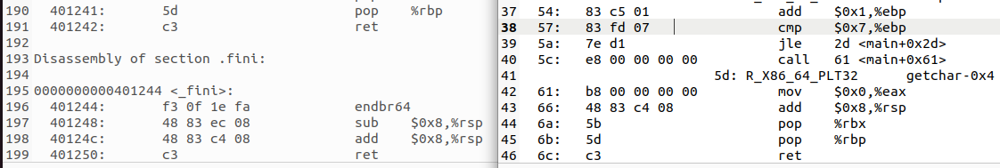 190   401241:       5d                      pop    %rbp
191   401242:       c3                      ret
192
193 Disassembly of section .fini:
194
195 0000000000401244 <_fini>:
196   401244:       f3 0f 1e fa             endbr64
197   401248:       48 83 ec 08             sub    $0x8,%rsp
198   40124c:       48 83 c4 08             add    $0x8,%rsp
199   401250:       c3                      ret
37   54:   83 c5 01                add    $0x1,%ebp
38   57:   83 fd 07                cmp    $0x7,%ebp
39   5a:   7e d1                   jle    2d <main+0x2d>
40   5c:   e8 00 00 00 00          call   61 <main+0x61>
41                         5d: R_X86_64_PLT32      getchar-0x4
42   61:   b8 00 00 00 00          mov    $0x0,%eax
43   66:   48 83 c4 08             add    $0x8,%rsp
44   6a:   5b                      pop    %rbx
45   6b:   5d                      pop    %rbp
46   6c:   c3                      ret